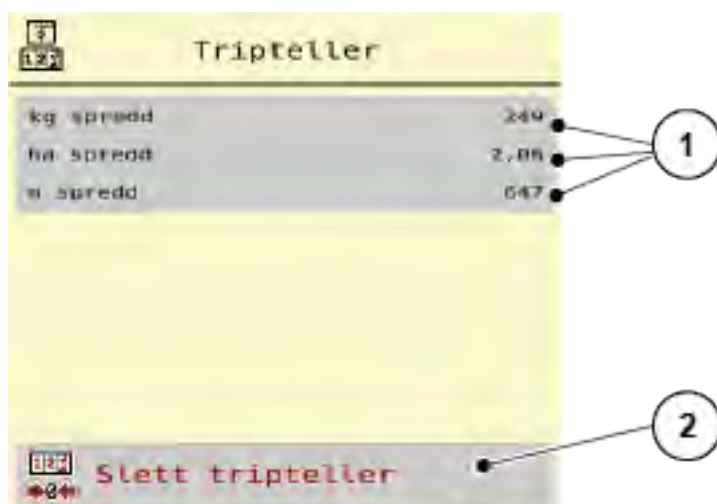 Tripteller
kg spredd 249
ha spredd 2,06
m spredd 647
1
Slett tripteller
2